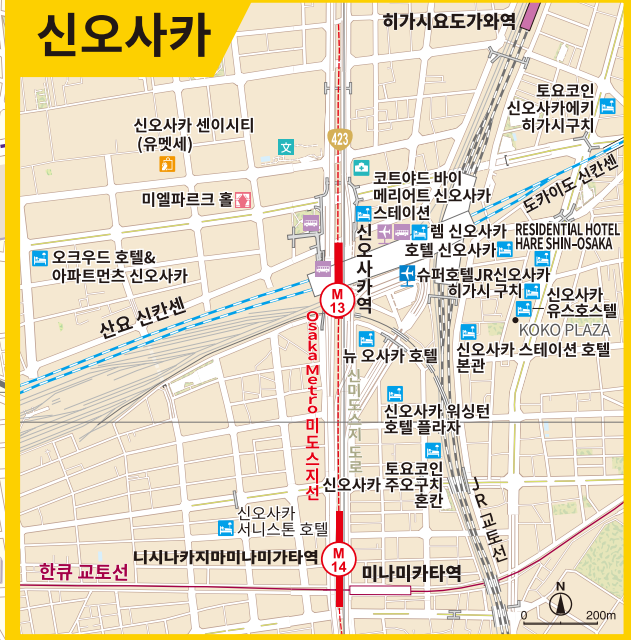 신오사카
히가시요도가와역
토요코인
신오사카에키
히가시구치
신오사카 센이시티
(유멧세)
文
423
코트야드 바이
메리어트 신오사카
스테이션
도카이도 신칸센
미엘파르크 홀
신오사카역
렘 신오사카
호텔 신오사카
RESIDENTIAL HOTEL
HARE SHIN-OSAKA
오크우드 호텔&
아파트먼츠 신오사카
슈퍼호텔JR신오사카
히가시 구치
신오사카
유스호스텔
KOKO PLAZA
산요 신칸센
M
13
Osaka Metro 미도스지선
뉴 오사카 호텔
신오사카 스테이션 호텔
본관
신미도스지 도로
신오사카 워싱턴
호텔 플라자
토요코인
신오사카 주오구치
혼칸
JR 교토선
신오사카
서니스톤 호텔
니시나카지마미나미가타역
M
14
한큐 교토선
미나미카타역
N
0 200m